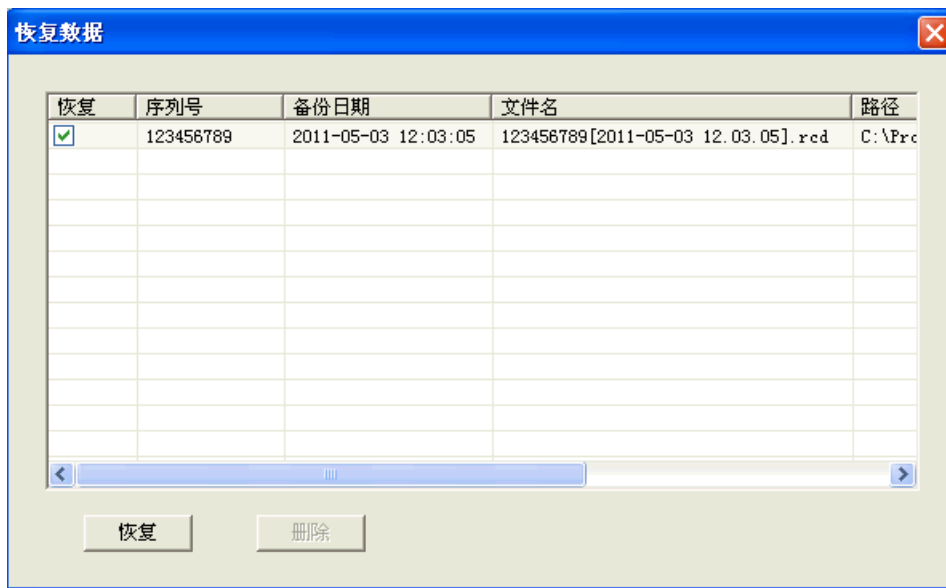 恢复数据
恢复 序列号 备份日期 文件名 路径
123456789 2011-05-03 12:03:05 123456789[2011-05-03 12.03.05].rcd C:\Pro
恢复 删除